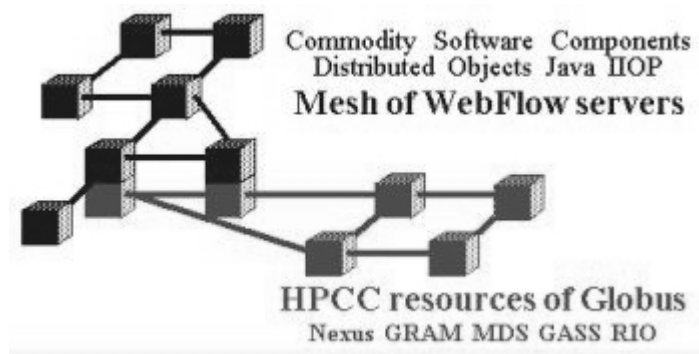 Commodity Software Components
Distributed Objects Java IIOP
Mesh of WebFlow servers
HPCC resources of Globus
Nexus GRAM MDS GASS RIO